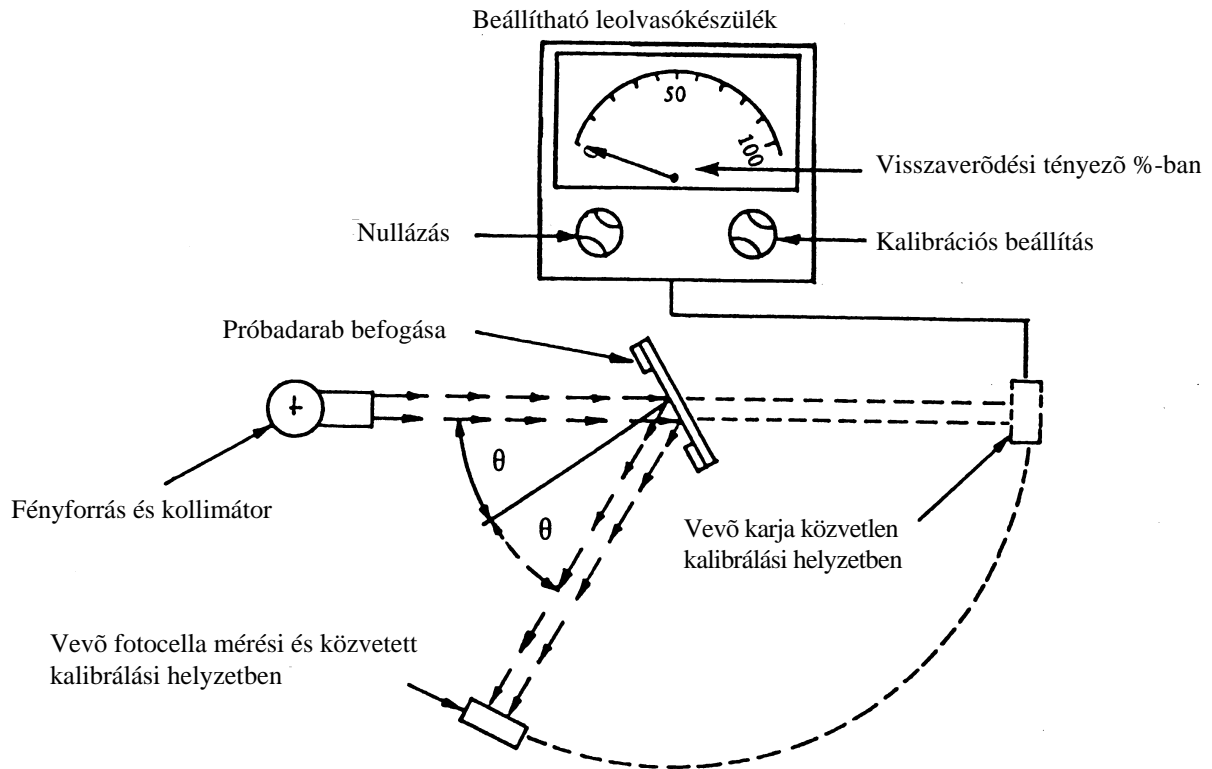 Beállítható leolvasókészülék
0
50
100
Visszaverõdési tényezõ %-ban
Nullázás
Kalibrációs beállítás
Próbadarab befogása
θ
θ
Fényforrás és kollimátor
Vevõ karja közvetlen
kalibrálási helyzetben
Vevõ fotocella mérési és közvetett
kalibrálási helyzetben